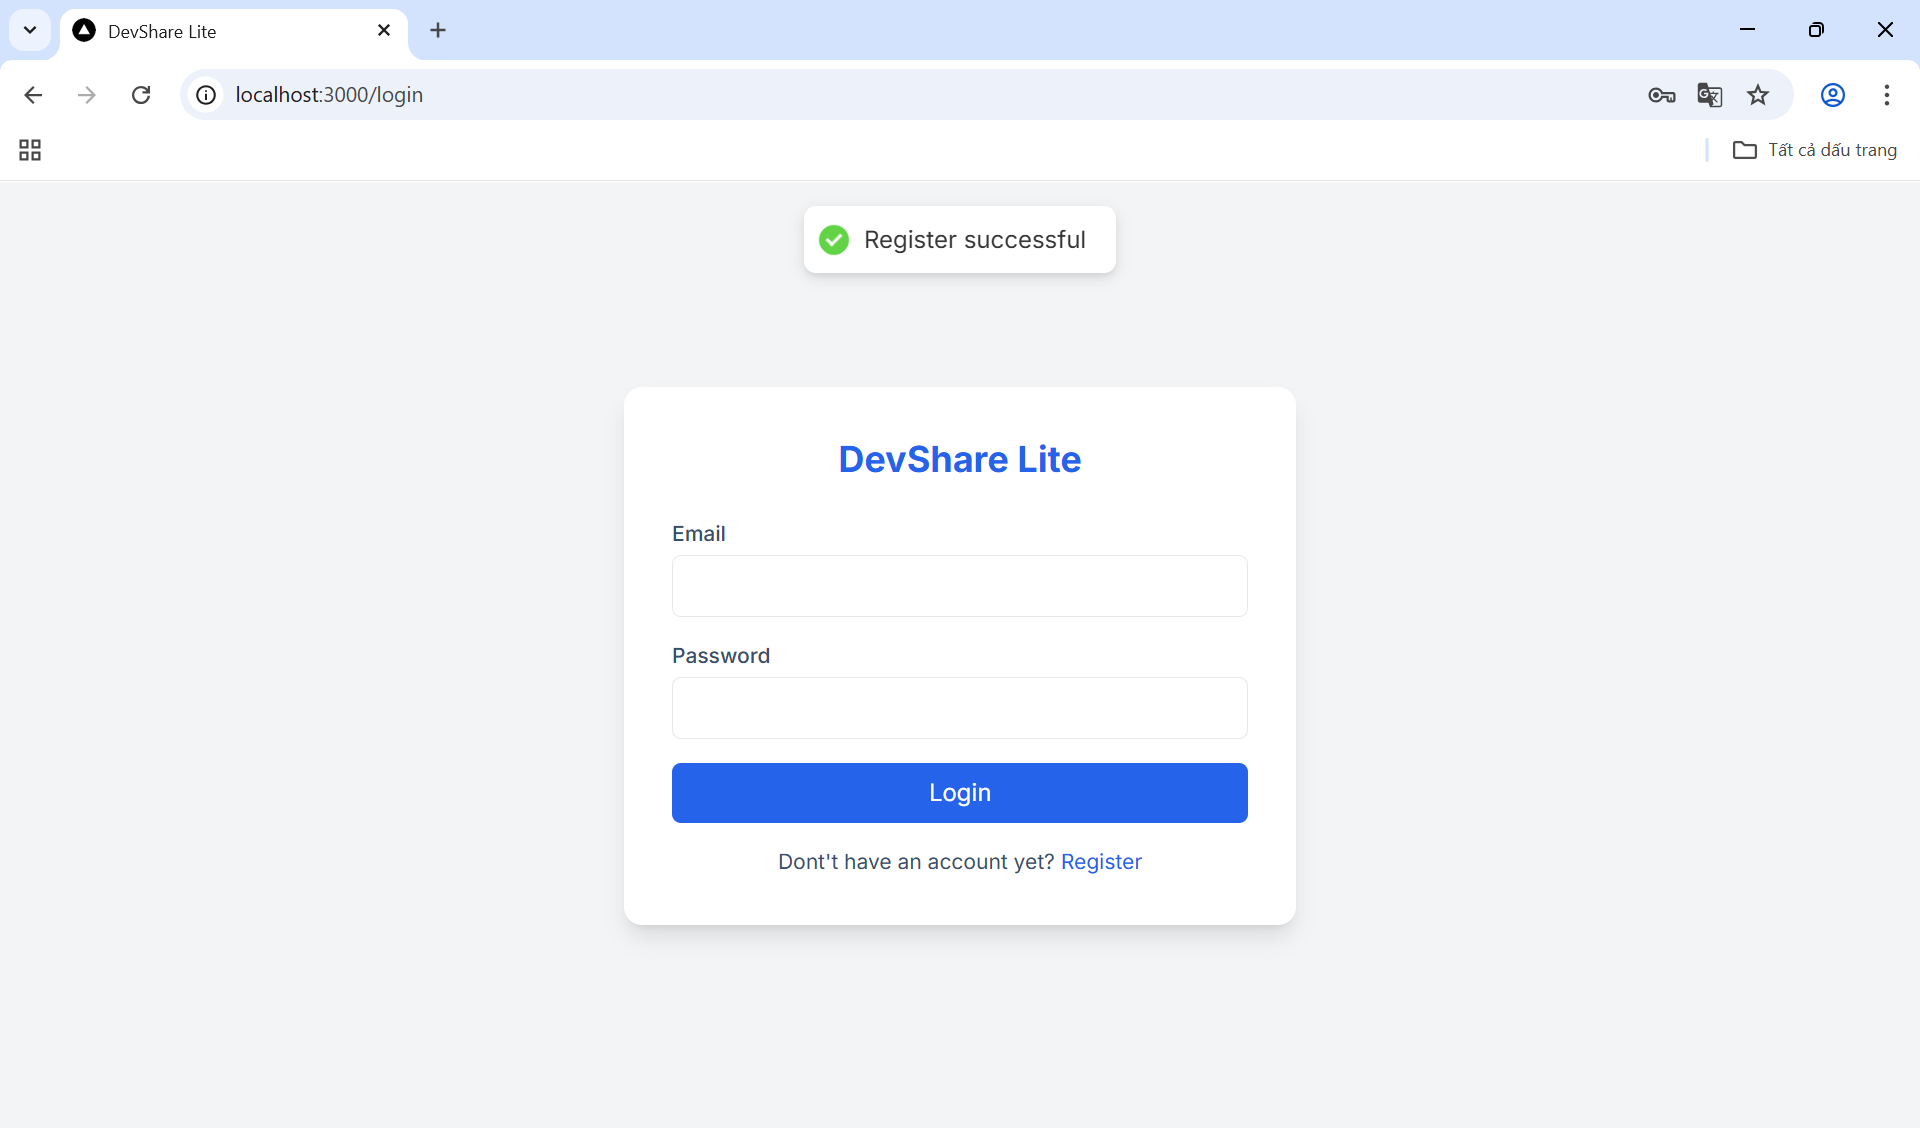 DevShare Lite
localhost:3000/login
Tất cả dấu trang
Register successful
DevShare Lite
Email
Password
Login
Dont't have an account yet? Register